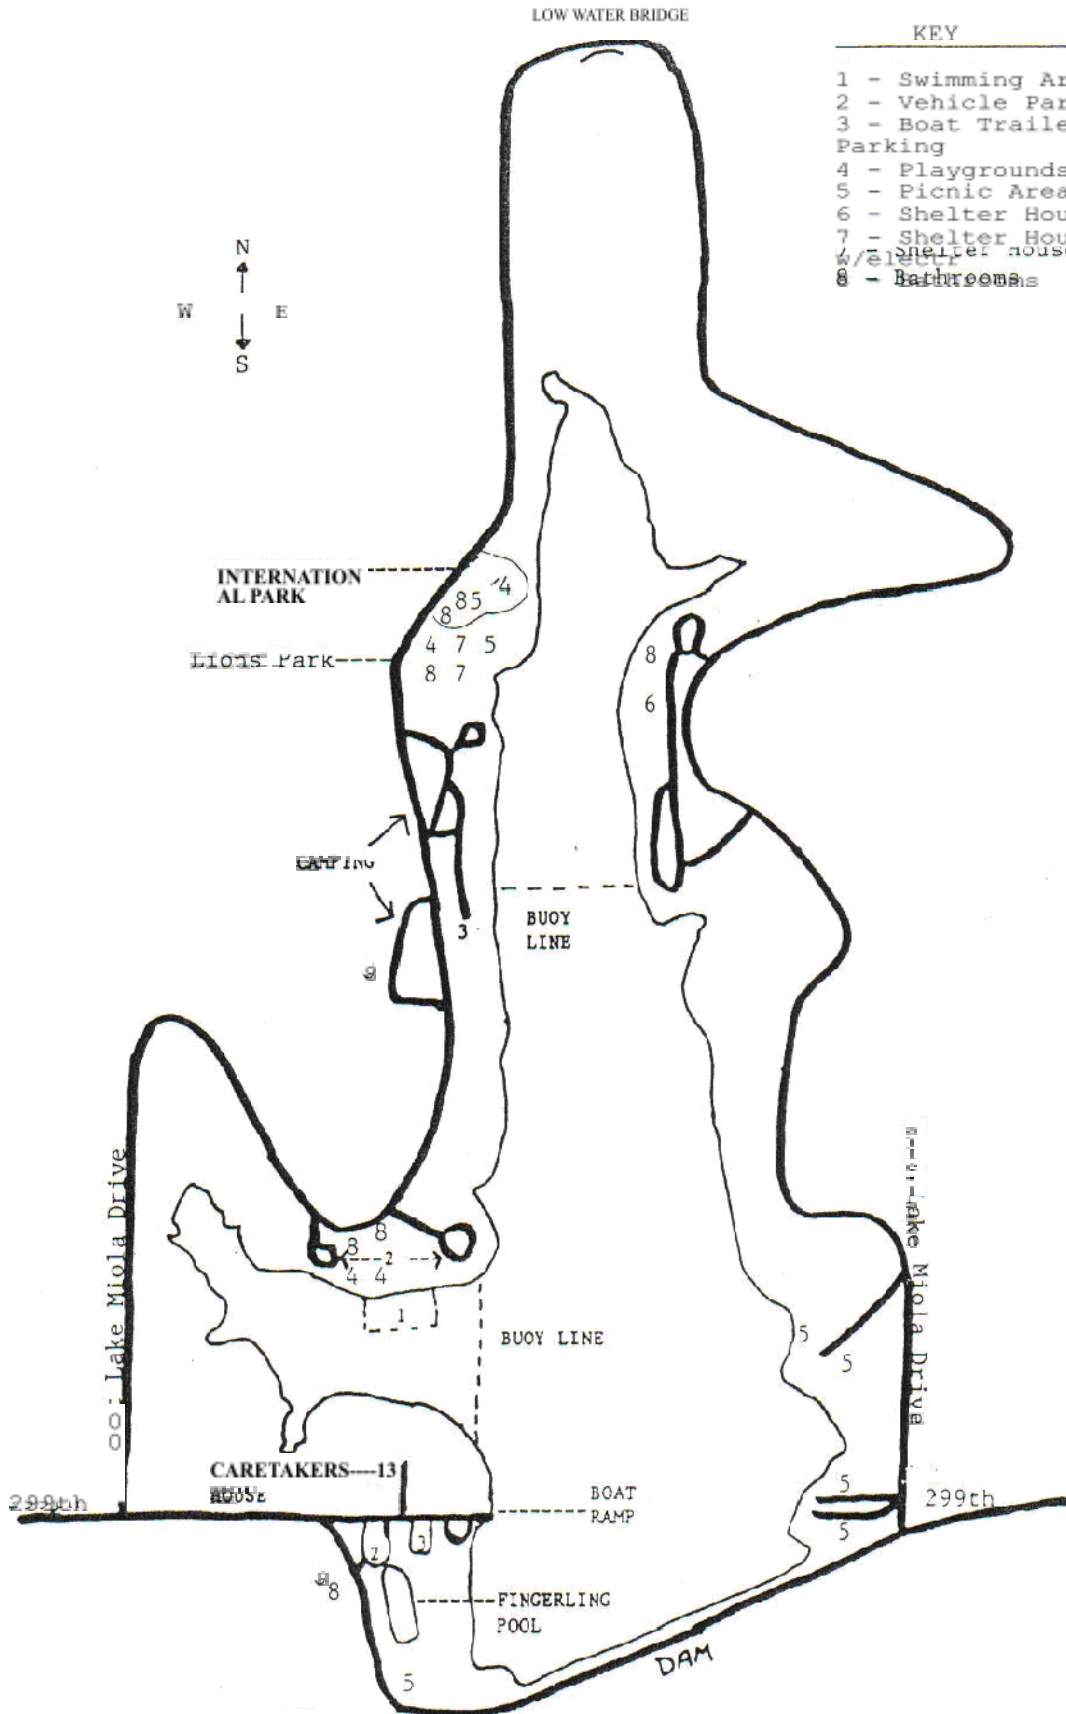 LOW WATER BRIDGE
KEY
1 - Swimming Ar
2 - Vehicle Par
3 - Boat Traile
Parking
4 - Playgrounds
5 - Picnic Area
6 - Shelter Hou
7 - Shelter Hou
w/electr
8 - Bathrooms
N
W E
S
INTERNATION
AL PARK
4
8 5
8
4 7 5
Lions Park
8 7
8
6
CAMPING
3
BUOY
LINE
Lake Miola Drive
8
8
2
4 4
1
BUOY LINE
Lake Miola Drive
5
5
CARETAKERS----13
HOUSE
299th
BOAT
RAMP
5
299th
5
2
3
8
FINGERLING
POOL
5
DAM